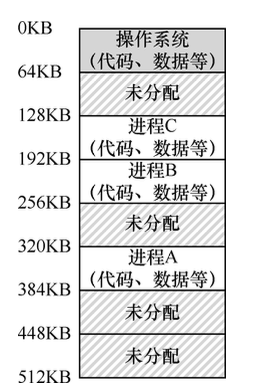 0KB
操作系统
(代码、数据等)
64KB
未分配
128KB
进程C
(代码、数据等)
192KB
进程B
(代码、数据等)
256KB
未分配
320KB
进程A
(代码、数据等)
384KB
未分配
448KB
未分配
512KB